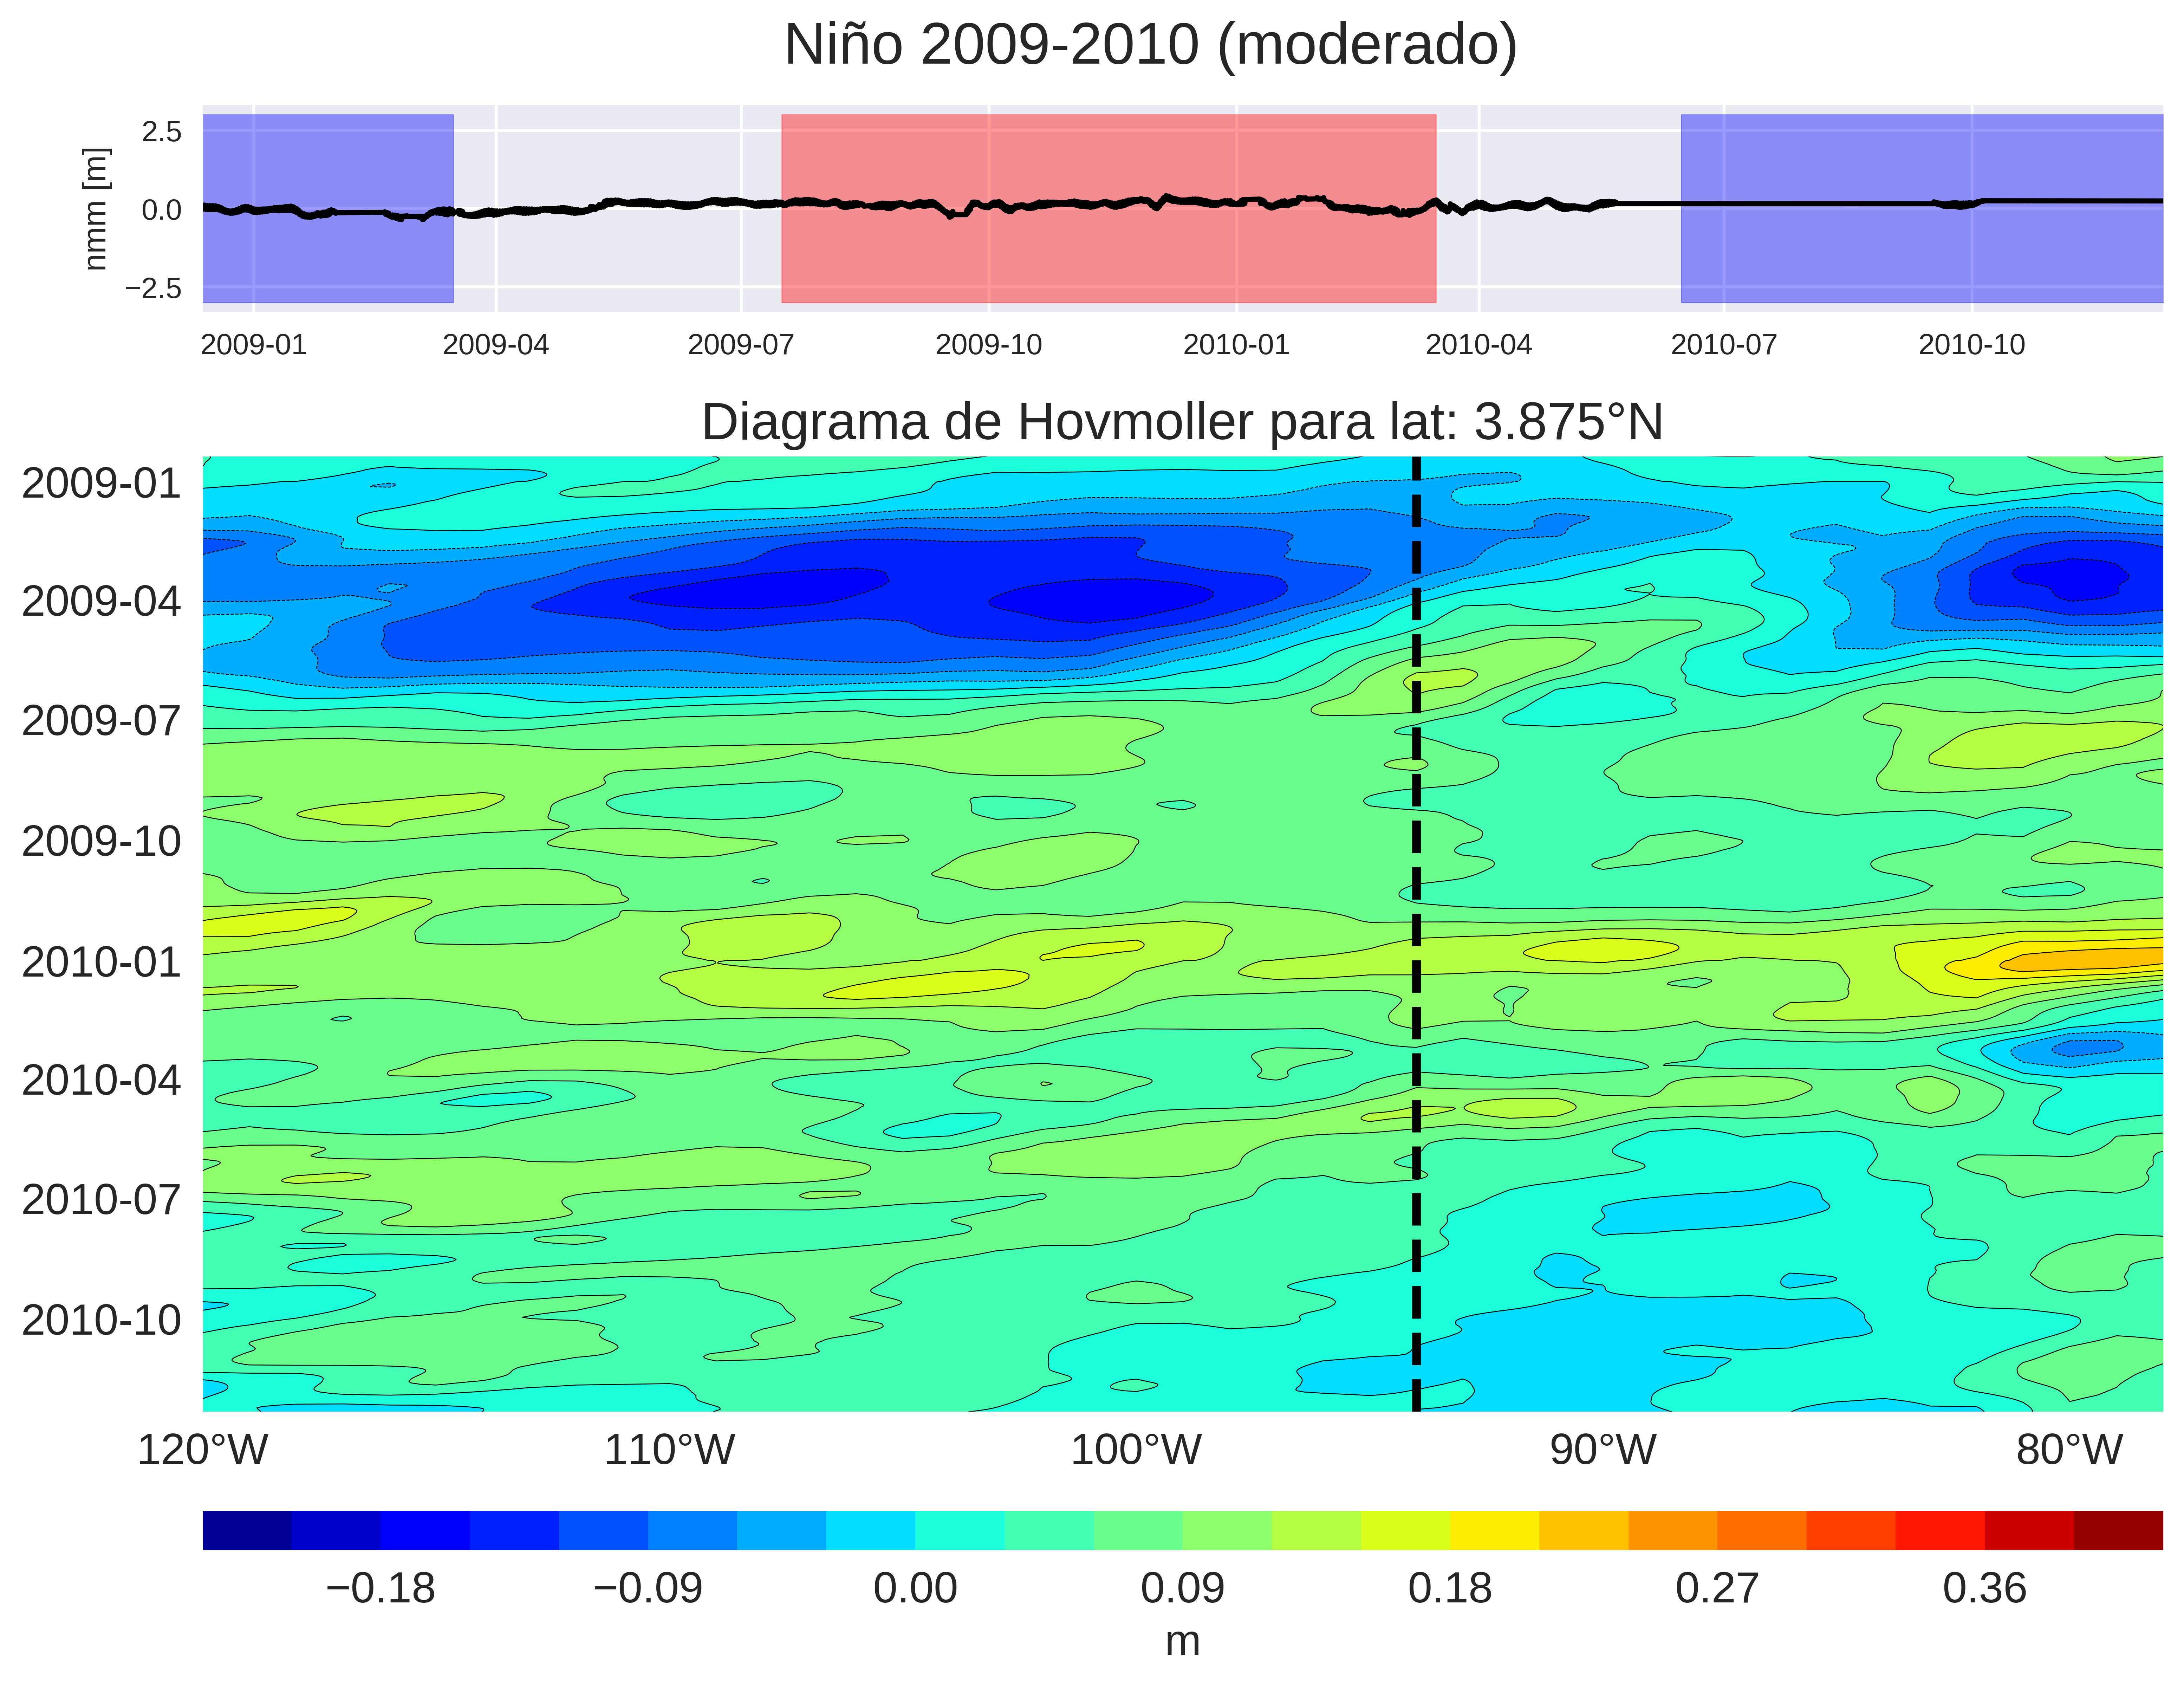 Niño 2009-2010 (moderado)
2.5
0.0
−2.5
nmm [m]
2009-01 2009-04 2009-07 2009-10 2010-01 2010-04 2010-07 2010-10
Diagrama de Hovmoller para lat: 3.875°N
2009-01
2009-04
2009-07
2009-10
2010-01
2010-04
2010-07
2010-10
120°W 110°W 100°W 90°W 80°W
−0.18 −0.09 0.00 0.09 0.18 0.27 0.36
m